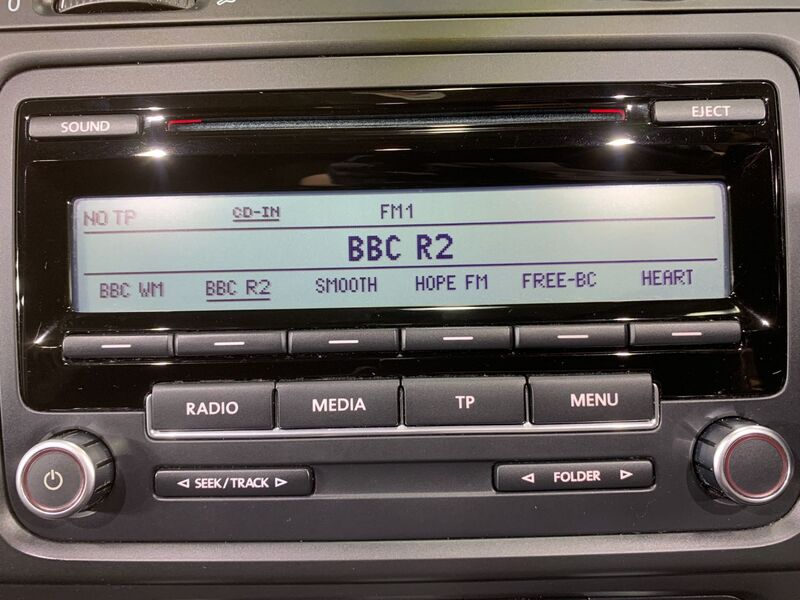 SOUND EJECT
NO TP CD-IN FM1
BBC R2
BBC WM BBC R2 SMOOTH HOPE FM FREE-BC HEART
RADIO MEDIA TP MENU
SEEK/TRACK FOLDER